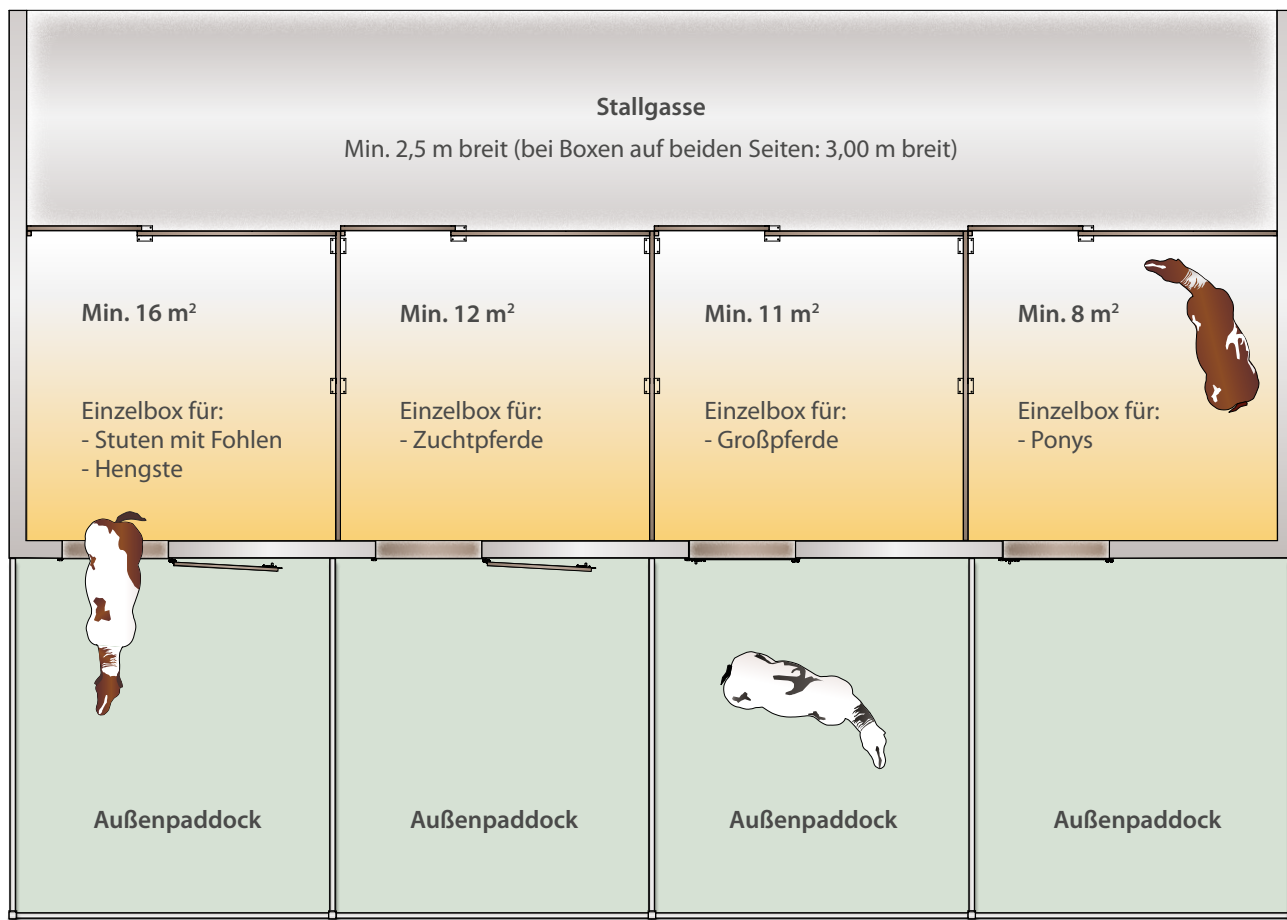 Stallgasse
Min. 2,5 m breit (bei Boxen auf beiden Seiten: 3,00 m breit)
Min. 16 m²
Einzelbox für:
- Stuten mit Fohlen
- Hengste
Min. 12 m²
Einzelbox für:
- Zuchtpferde
Min. 11 m²
Einzelbox für:
- Großpferde
Min. 8 m²
Einzelbox für:
- Ponys
Außenpaddock
Außenpaddock
Außenpaddock
Außenpaddock